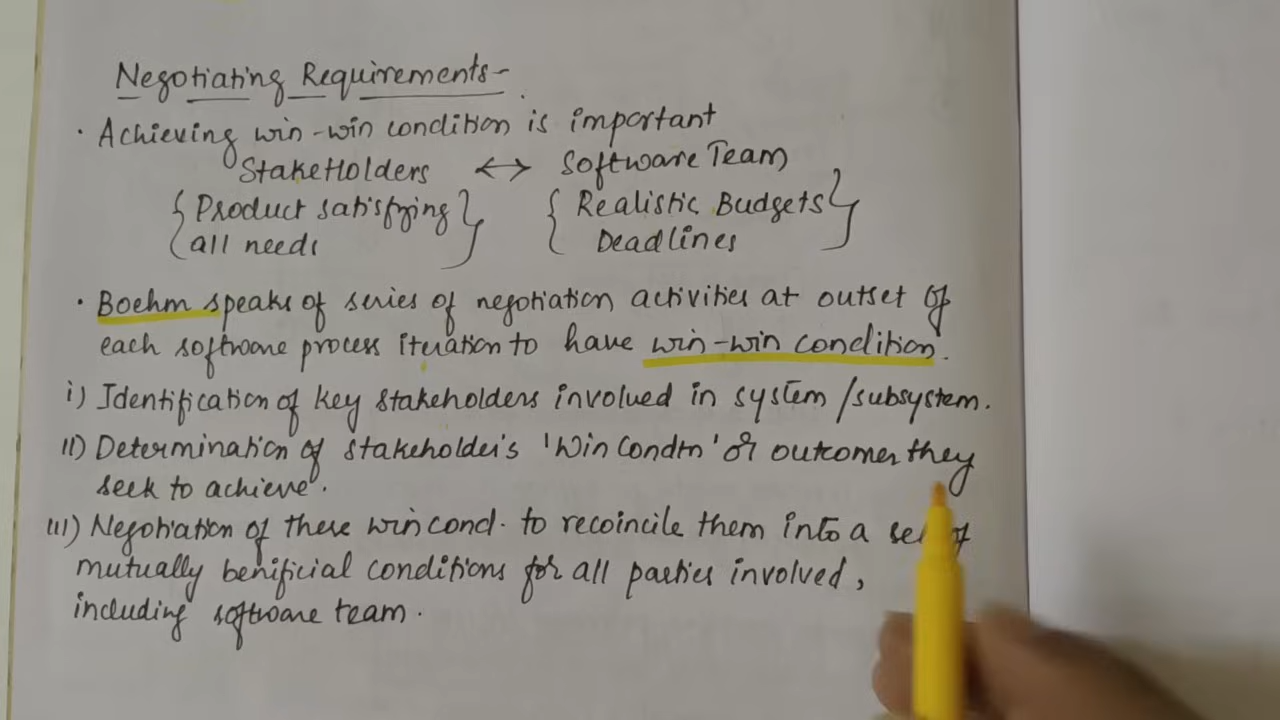 Negotiating Requirements-
· Achieving win-win condition is important
StakeHolders ↔ Software Team
{Product satisfying} {Realistic Budgets}
{all needs} {Deadlines}
· Boehm speaks of series of negotiation activities at outset of
each software process iteration to have win-win condition.
i) Identification of key stakeholders involved in system/subsystem.
ii) Determination of stakeholder's 'Win Condtn' or outcomes they
seek to achieve.
iii) Negotiation of these win cond. to recoincile them into a set of
mutually benificial conditions for all parties involved,
including software team.